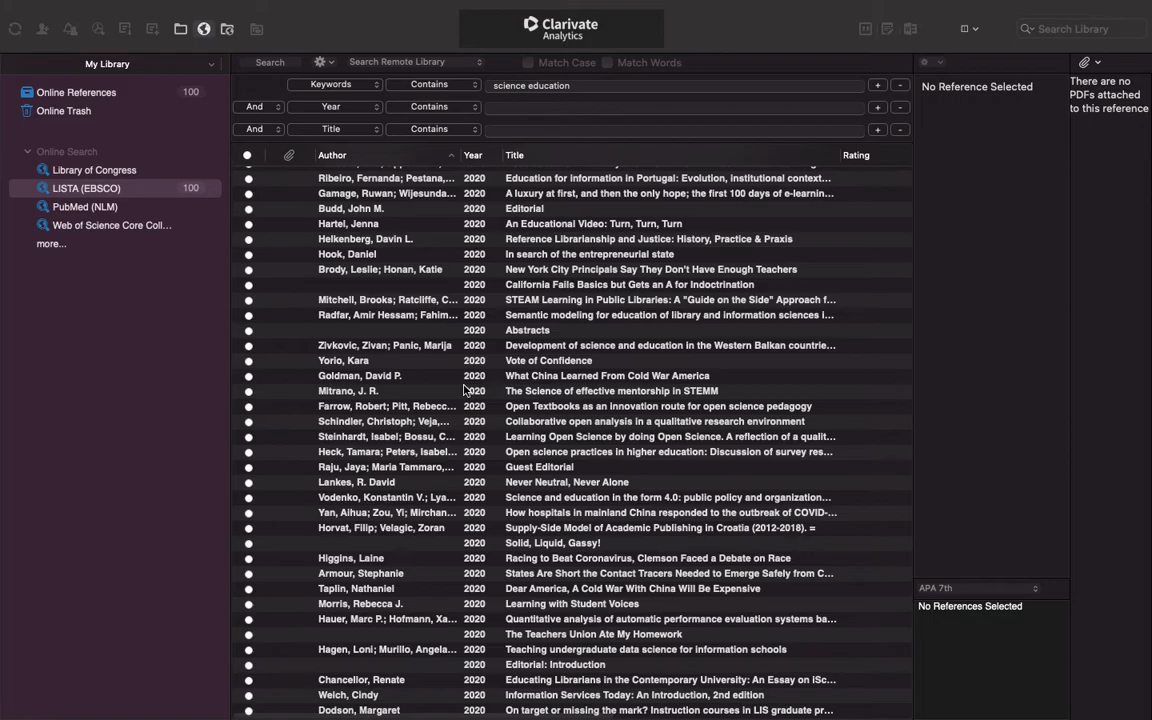 Clarivate
Analytics
Search Library
My Library
Search
Search Remote Library
Match Case
Match Words
There are no
PDFs attached
to this reference
No Reference Selected
Online References 100
Online Trash
Keywords Contains science education + -
And Year Contains + -
And Title Contains + -
Online Search
Library of Congress
LISTA (EBSCO) 100
PubMed (NLM)
Web of Science Core Coll...
more...
Author Year Title Rating
Ribeiro, Fernanda; Pestana,... 2020 Education for information in Portugal: Evolution, institutional context...
Gamage, Ruwan; Wijesunda... 2020 A luxury at first, and then the only hope; the first 100 days of e-learnin...
Budd, John M. 2020 Editorial
Hartel, Jenna 2020 An Educational Video: Turn, Turn, Turn
Helkenberg, Davin L. 2020 Reference Librarianship and Justice: History, Practice & Praxis
Hook, Daniel 2020 In search of the entrepreneurial state
Brody, Leslie; Honan, Katie 2020 New York City Principals Say They Don't Have Enough Teachers
2020 California Fails Basics but Gets an A for Indoctrination
Mitchell, Brooks; Ratcliffe, C... 2020 STEAM Learning in Public Libraries: A "Guide on the Side" Approach f...
Radfar, Amir Hessam; Fahim... 2020 Semantic modeling for education of library and information sciences i...
2020 Abstracts
Zivkovic, Zivan; Panic, Marija 2020 Development of science and education in the Western Balkan countrie...
Yorio, Kara 2020 Vote of Confidence
Goldman, David P. 2020 What China Learned From Cold War America
Mitrano, J. R. 2020 The Science of effective mentorship in STEMM
Farrow, Robert; Pitt, Rebecc... 2020 Open Textbooks as an innovation route for open science pedagogy
Schindler, Christoph; Veja,... 2020 Collaborative open analysis in a qualitative research environment
Steinhardt, Isabel; Bossu, C... 2020 Learning Open Science by doing Open Science. A reflection of a qualit...
Heck, Tamara; Peters, Isabel... 2020 Open science practices in higher education: Discussion of survey res...
Raju, Jaya; Maria Tammaro,... 2020 Guest Editorial
Lankes, R. David 2020 Never Neutral, Never Alone
Vodenko, Konstantin V.; Lya... 2020 Science and education in the form 4.0: public policy and organization...
Yan, Aihua; Zou, Yi; Mirchan... 2020 How hospitals in mainland China responded to the outbreak of COVID-...
Horvat, Filip; Velagic, Zoran 2020 Supply-Side Model of Academic Publishing in Croatia (2012-2018). =
2020 Solid, Liquid, Gassy!
Higgins, Laine 2020 Racing to Beat Coronavirus, Clemson Faced a Debate on Race
Armour, Stephanie 2020 States Are Short the Contact Tracers Needed to Emerge Safely from C...
Taplin, Nathaniel 2020 Dear America, A Cold War With China Will Be Expensive
Morris, Rebecca J. 2020 Learning with Student Voices
Hauer, Marc P.; Hofmann, Xa... 2020 Quantitative analysis of automatic performance evaluation systems ba...
2020 The Teachers Union Ate My Homework
Hagen, Loni; Murillo, Angela... 2020 Teaching undergraduate data science for information schools
2020 Editorial: Introduction
Chancellor, Renate 2020 Educating Librarians in the Contemporary University: An Essay on iSc...
Welch, Cindy 2020 Information Services Today: An Introduction, 2nd edition
Dodson, Margaret 2020 On target or missing the mark? Instruction courses in LIS graduate pr...
APA 7th
No References Selected